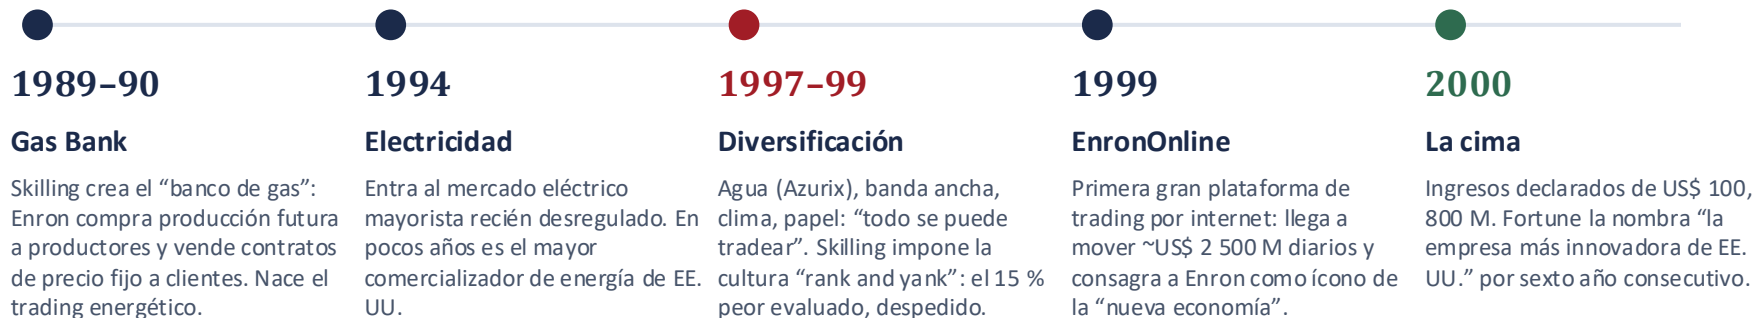 1989–90
Gas Bank
Skilling crea el “banco de gas”:
Enron compra producción futura
a productores y vende contratos
de precio fijo a clientes. Nace el
trading energético.
1994
Electricidad
Entra al mercado eléctrico
mayorista recién desregulado. En
pocos años es el mayor
comercializador de energía de EE.
UU.
1997–99
Diversificación
Agua (Azurix), banda ancha,
clima, papel: “todo se puede
tradear”. Skilling impone la
cultura “rank and yank”: el 15 %
peor evaluado, despedido.
1999
EnronOnline
Primera gran plataforma de
trading por internet: llega a
mover ~US$ 2 500 M diarios y
consagra a Enron como ícono de
la “nueva economía”.
2000
La cima
Ingresos declarados de US$ 100,
800 M. Fortune la nombra “la
empresa más innovadora de EE.
UU.” por sexto año consecutivo.